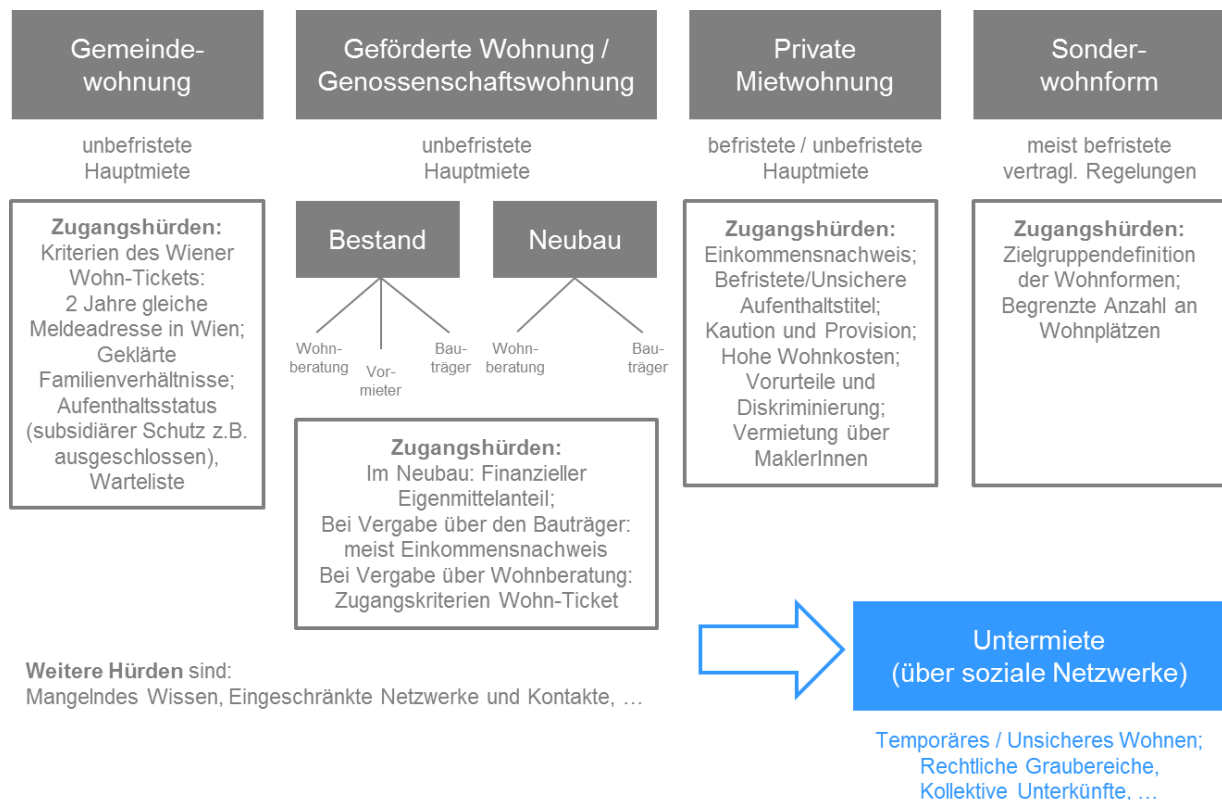 Gemeinde-
wohnung
unbefristete
Hauptmiete
Zugangshürden:
Kriterien des Wiener
Wohn-Tickets:
2 Jahre gleiche
Meldeadresse in Wien;
Geklärte
Familienverhältnisse;
Aufenthaltsstatus
(subsidiärer Schutz z.B.
ausgeschlossen),
Warteliste
Geförderte Wohnung /
Genossenschaftswohnung
unbefristete
Hauptmiete
Bestand
Wohn-
beratung
Vor-
mieter
Bau-
träger
Neubau
Wohn-
beratung
Bau-
träger
Zugangshürden:
Im Neubau: Finanzieller
Eigenmittelanteil;
Bei Vergabe über den Bauträger:
meist Einkommensnachweis
Bei Vergabe über Wohnberatung:
Zugangskriterien Wohn-Ticket
Private
Mietwohnung
befristete / unbefristete
Hauptmiete
Zugangshürden:
Einkommensnachweis;
Befristete/Unsichere
Aufenthaltstitel;
Kaution und Provision;
Hohe Wohnkosten;
Vorurteile und
Diskriminierung;
Vermietung über
MaklerInnen
Sonder-
wohnform
meist befristete
vertragl. Regelungen
Zugangshürden:
Zielgruppendefinition
der Wohnformen;
Begrenzte Anzahl an
Wohnplätzen
Weitere Hürden sind:
Mangelndes Wissen, Eingeschränkte Netzwerke und Kontakte, …
Untermiete
(über soziale Netzwerke)
Temporäres / Unsicheres Wohnen;
Rechtliche Graubereiche,
Kollektive Unterkünfte, …